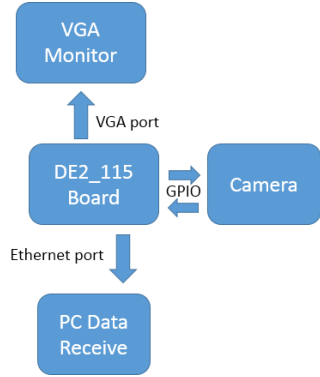 VGA
Monitor
VGA port
DE2_115
Board
GPIO
Camera
Ethernet port
PC Data
Receive